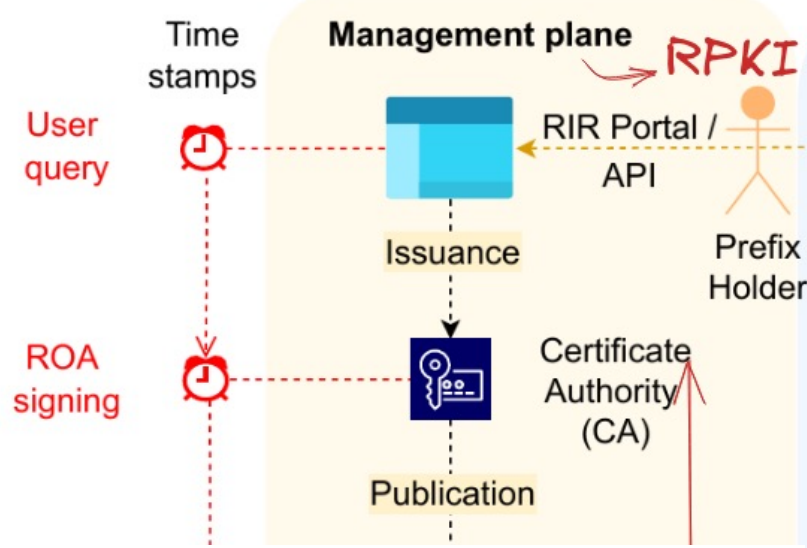 Time
stamps
Management plane
RPKI
User
query
RIR Portal /
API
Prefix
Holder
Issuance
ROA
signing
Certificate
Authority
(CA)
Publication